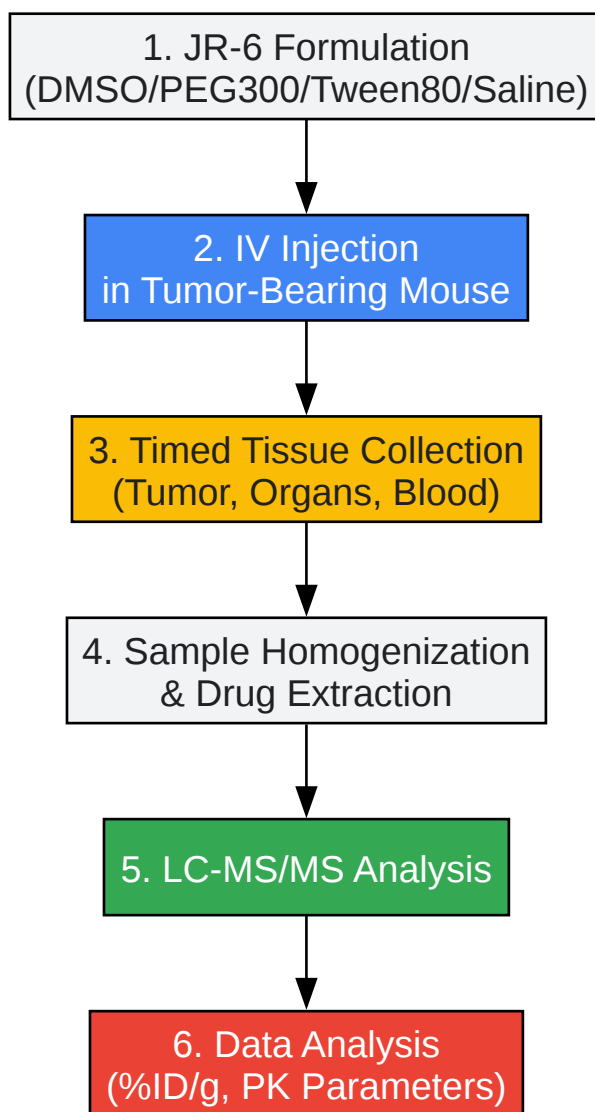 1. JR-6 Formulation
(DMSO/PEG300/Tween80/Saline)
2. IV Injection
in Tumor-Bearing Mouse
3. Timed Tissue Collection
(Tumor, Organs, Blood)
4. Sample Homogenization
& Drug Extraction
5. LC-MS/MS Analysis
6. Data Analysis
(%ID/g, PK Parameters)